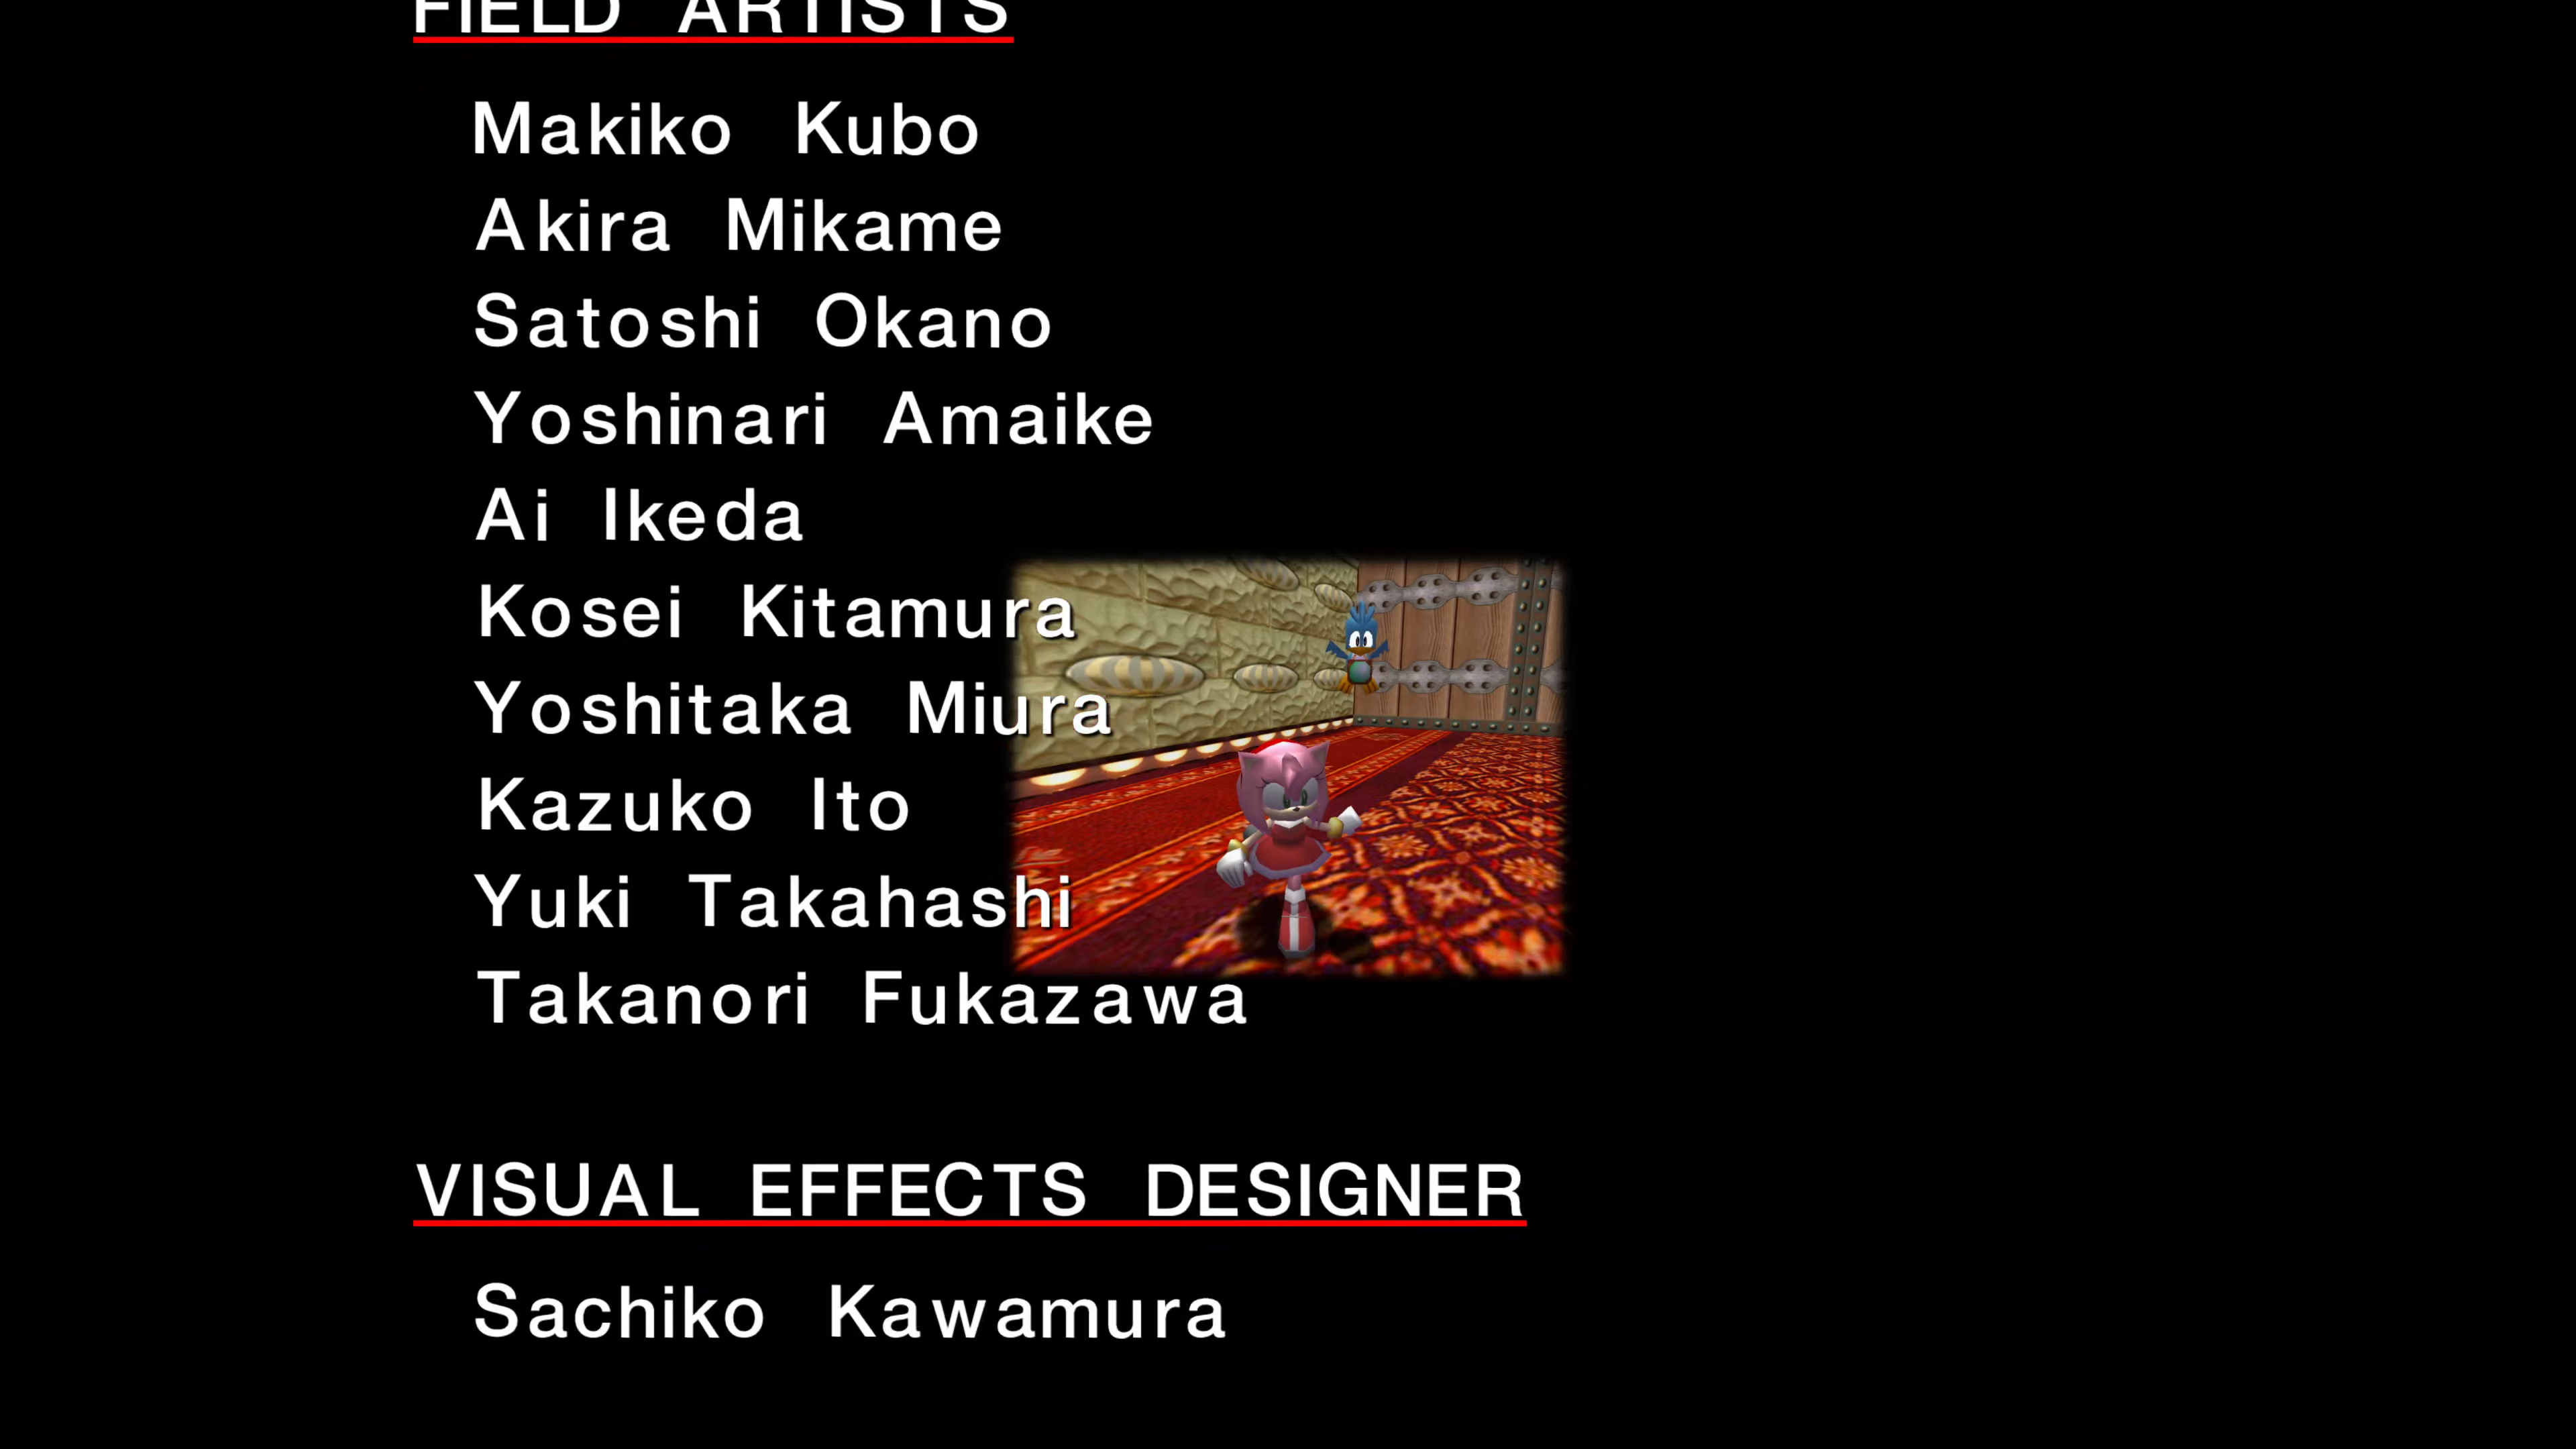 FIELD ARTISTS
Makiko Kubo
Akira Mikame
Satoshi Okano
Yoshinari Amaike
Ai Ikeda
Kosei Kitamura
Yoshitaka Miura
Kazuko Ito
Yuki Takahashi
Takanori Fukazawa
VISUAL EFFECTS DESIGNER
Sachiko Kawamura